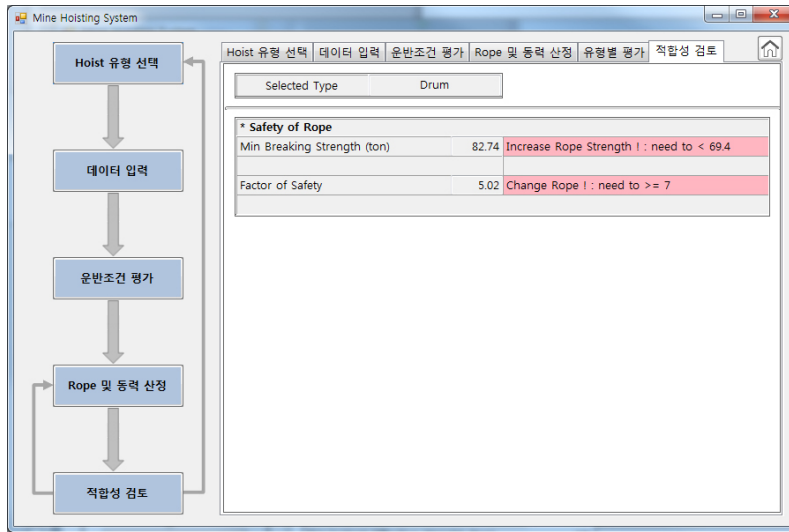 Mine Hoisting System
Hoist 유형 선택
데이터 입력
운반조건 평가
Rope 및 동력 산정
적합성 검토
Hoist 유형 선택 데이터 입력 운반조건 평가 Rope 및 동력 산정 유형별 평가 적합성 검토
Selected Type Drum
* Safety of Rope
Min Breaking Strength (ton) 82.74 Increase Rope Strength ! : need to < 69.4
Factor of Safety 5.02 Change Rope ! : need to >= 7